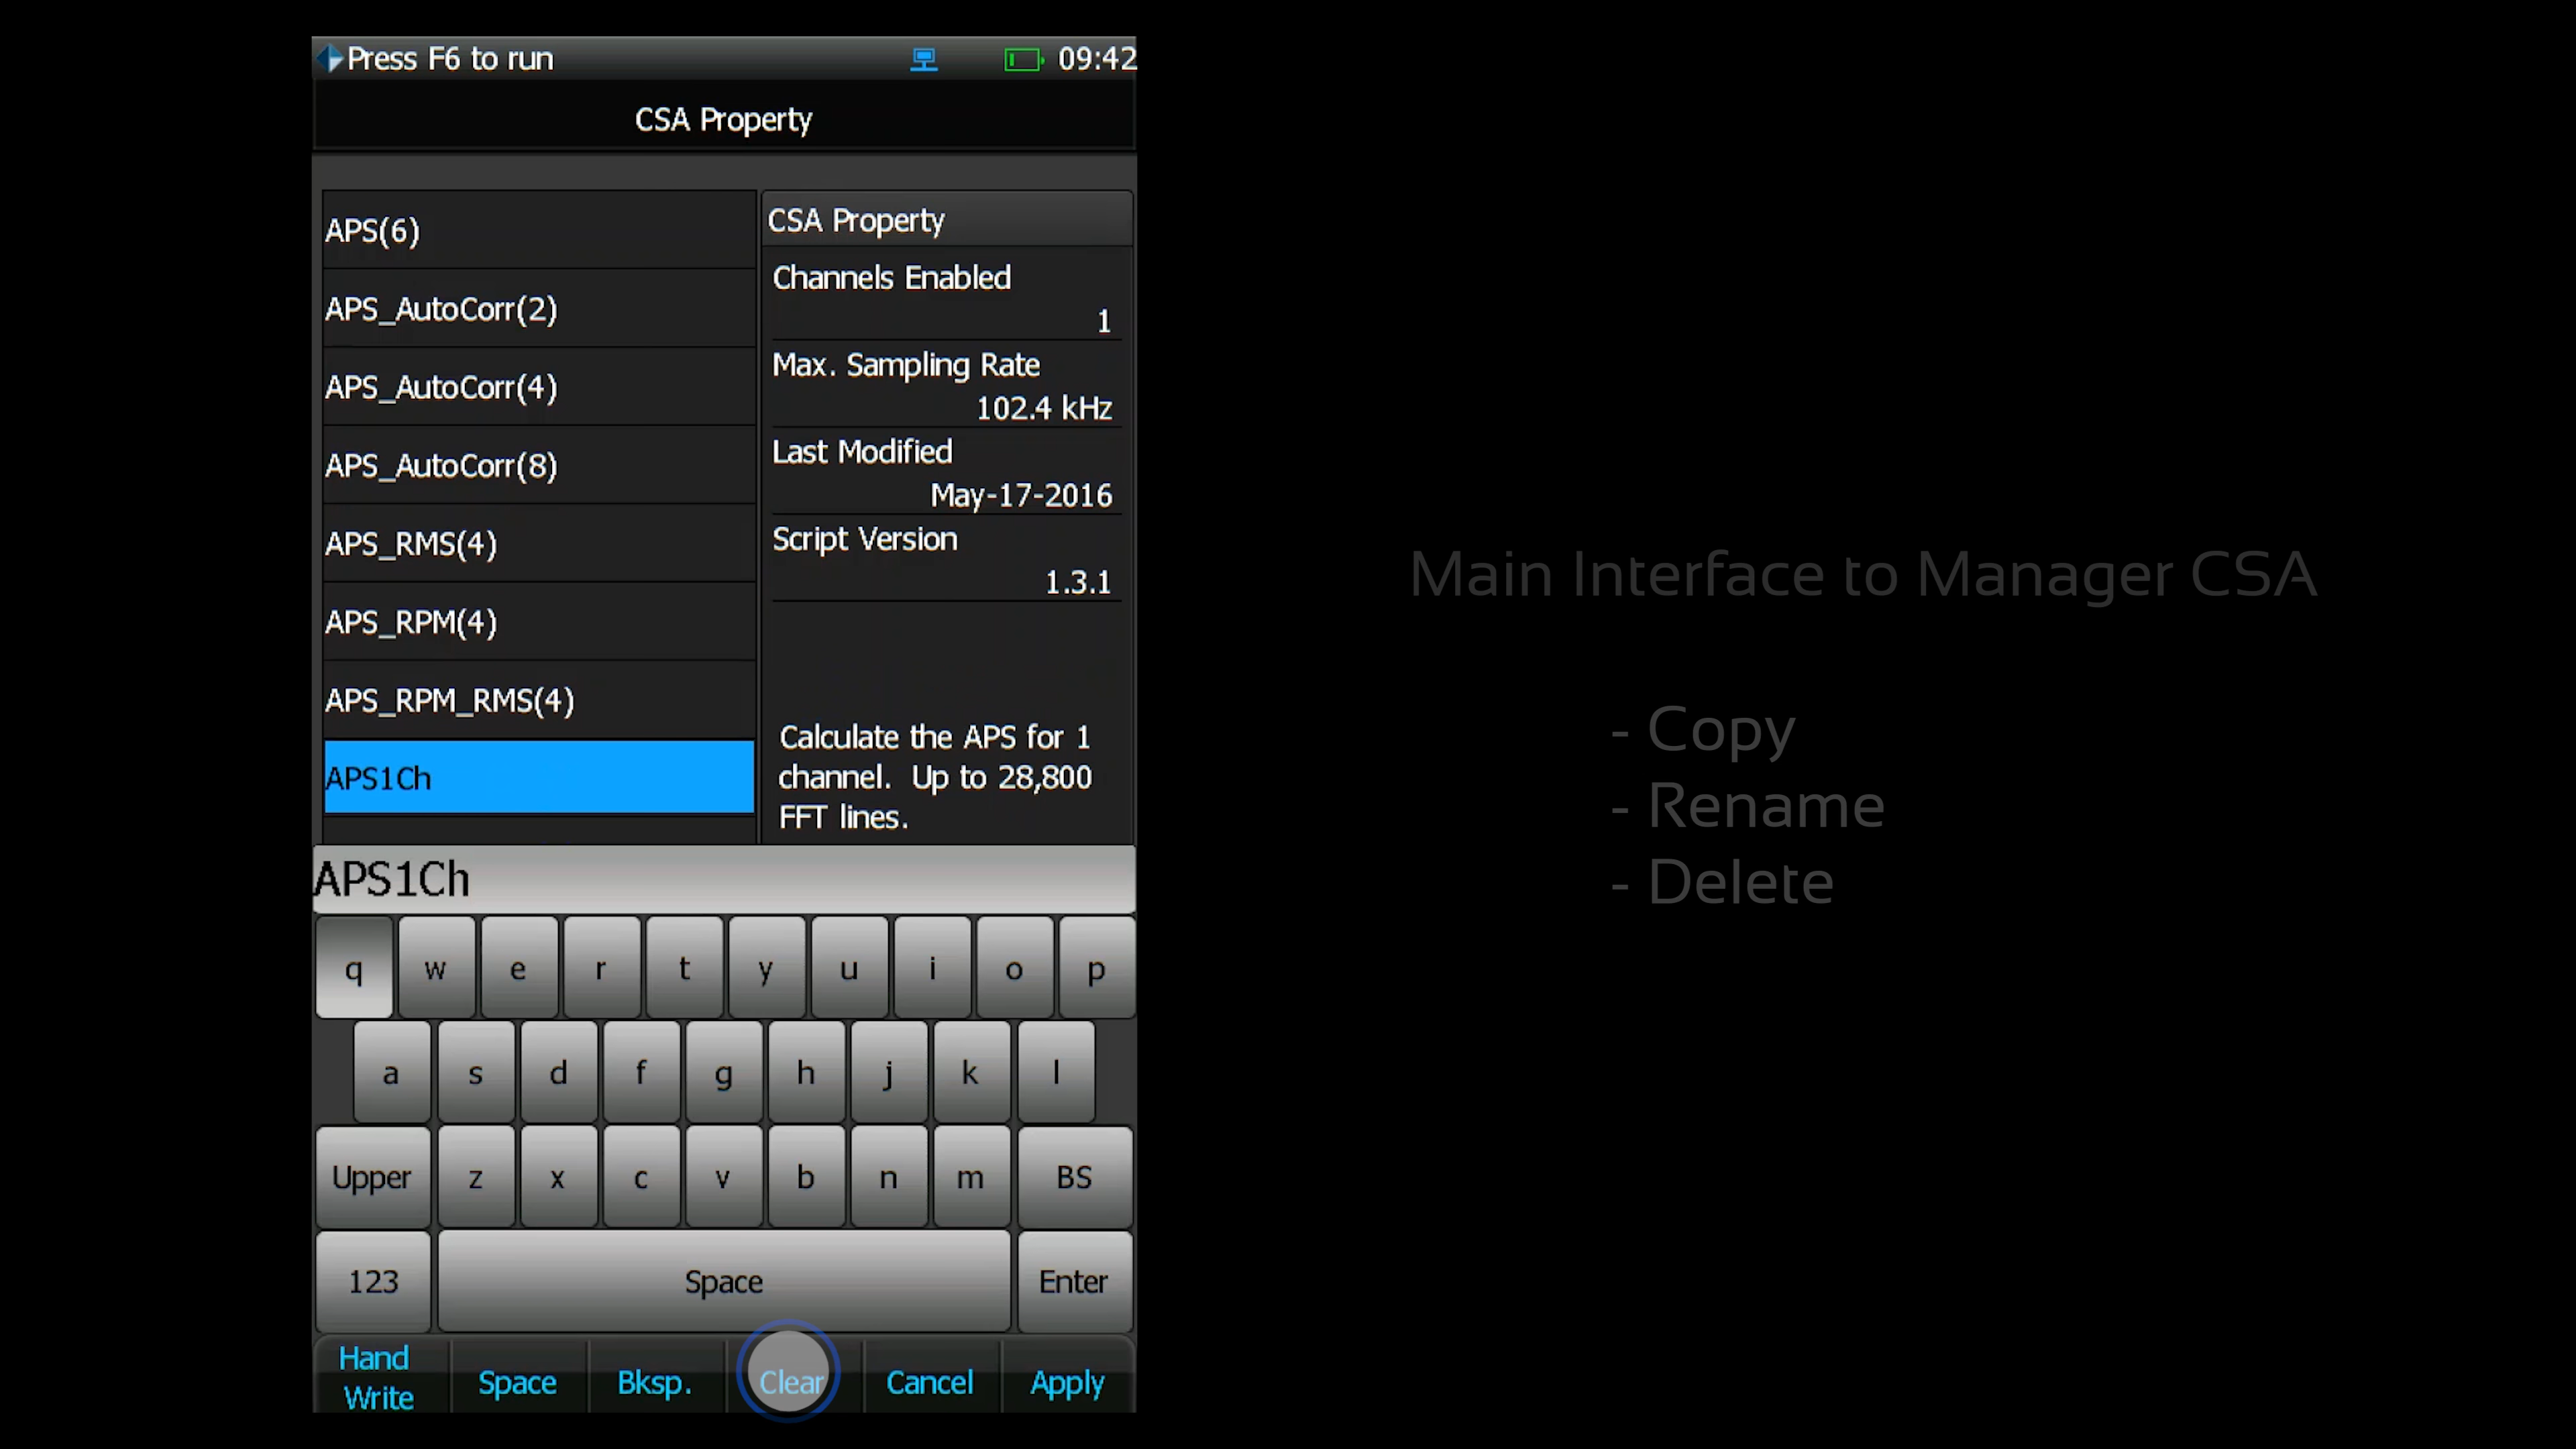 Press F6 to run
09:42
CSA Property
APS(6)
APS_AutoCorr(2)
APS_AutoCorr(4)
APS_AutoCorr(8)
APS_RMS(4)
APS_RPM(4)
APS_RPM_RMS(4)
APS1Ch
CSA Property
Channels Enabled
1
Max. Sampling Rate
102.4 kHz
Last Modified
May-17-2016
Script Version
1.3.1
Calculate the APS for 1
channel. Up to 28,800
FFT lines.
APS1Ch
q w e r t y u i o p
a s d f g h j k l
Upper z x c v b n m BS
123 Space Enter
Hand
Write
Space
Bksp.
Clear
Cancel
Apply
Main Interface to Manager CSA
- Copy
- Rename
- Delete